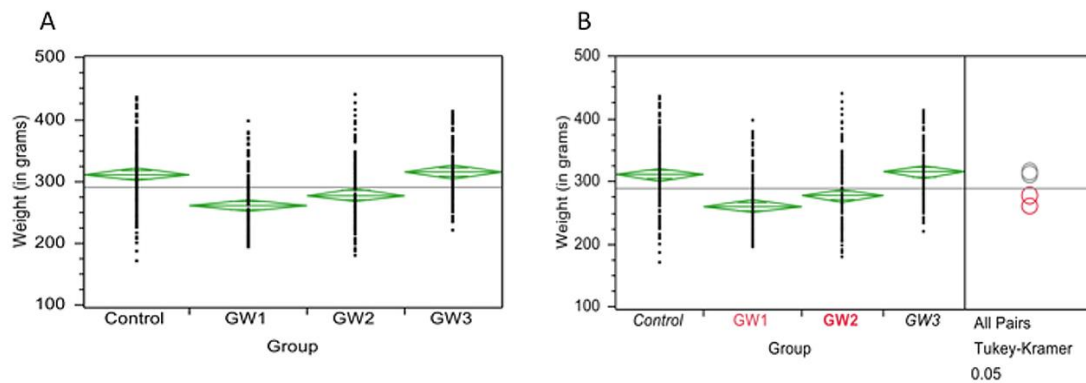 A
Weight (in grams)
500
400
300
200
100
Control GW1 GW2 GW3
Group
B
Weight (in grams)
500
400
300
200
100
Control GW1 GW2 GW3
Group
All Pairs
Tukey-Kramer
0.05